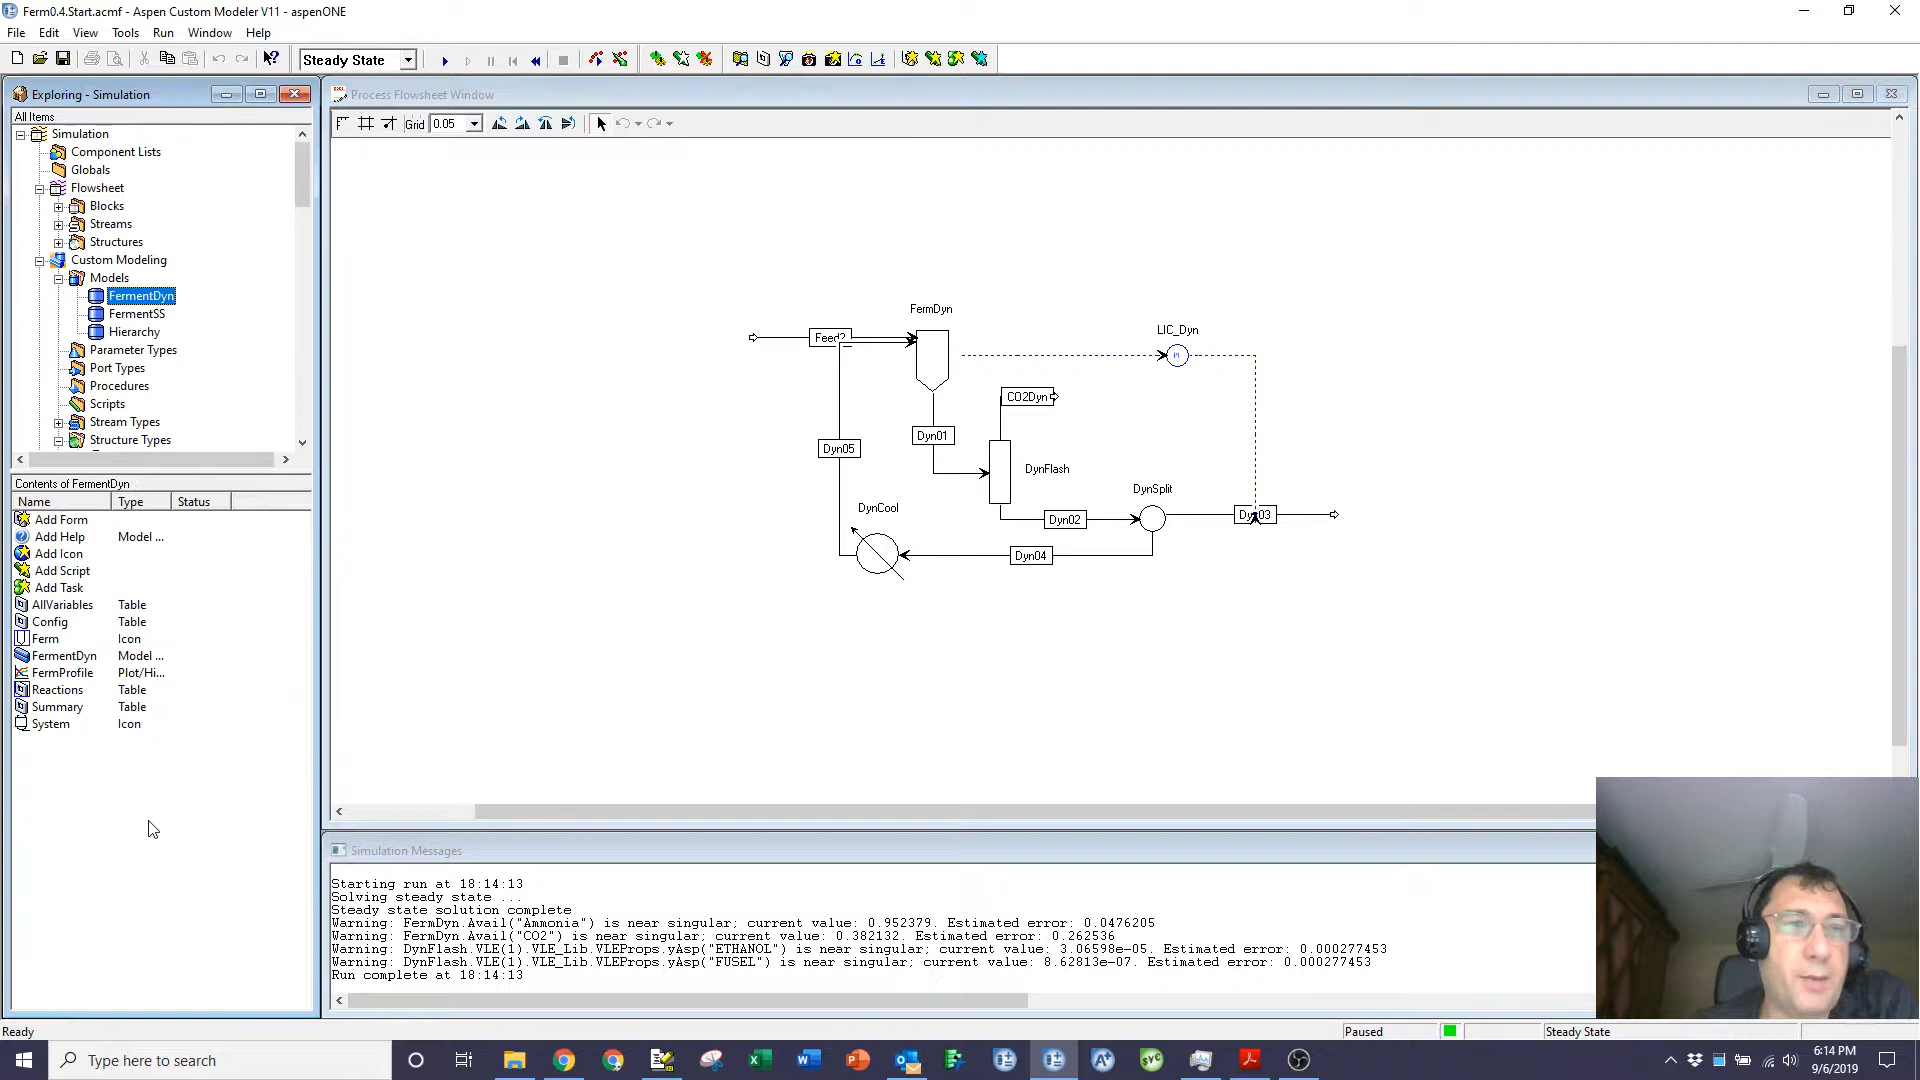 Ferm0.4.Start.acmf - Aspen Custom Modeler V11 - aspenONE
File Edit View Tools Run Window Help
Steady State
Exploring - Simulation
Process Flowsheet Window
All Items
Grid 0.05
Simulation
Component Lists
Globals
Flowsheet
Blocks
Streams
Structures
Custom Modeling
Models
FermentDyn
FermentSS
Hierarchy
Parameter Types
Port Types
Procedures
Scripts
Stream Types
Structure Types
FermDyn
LIC_Dyn
CO2Dyn
Dyn01
Dyn05
DynFlash
DynSplit
DynCool
Dyn02
Dyn04
Contents of FermentDyn
Name Type Status
Add Form
Add Help Model ...
Add Icon
Add Script
Add Task
AllVariables Table
Config Table
Ferm Icon
FermentDyn Model ...
FermProfile Plot/Hi...
Reactions Table
Summary Table
System Icon
Simulation Messages
Starting run at 18:14:13
Solving steady state ...
Steady state solution complete
Warning: FermDyn.Avail("Ammonia") is near singular; current value: 0.952379. Estimated error: 0.0476205
Warning: FermDyn.Avail("CO2") is near singular; current value: 0.382132. Estimated error: 0.262536
Warning: DynFlash.VLE(1).VLE_Lib.VLEProps.yAsp("ETHANOL") is near singular; current value: 3.06598e-05. Estimated error: 0.000277453
Warning: DynFlash.VLE(1).VLE_Lib.VLEProps.yAsp("FUSEL") is near singular; current value: 8.62813e-07. Estimated error: 0.000277453
Run complete at 18:14:13
Ready
Paused
Steady State
Type here to search
6:14 PM
9/6/2019